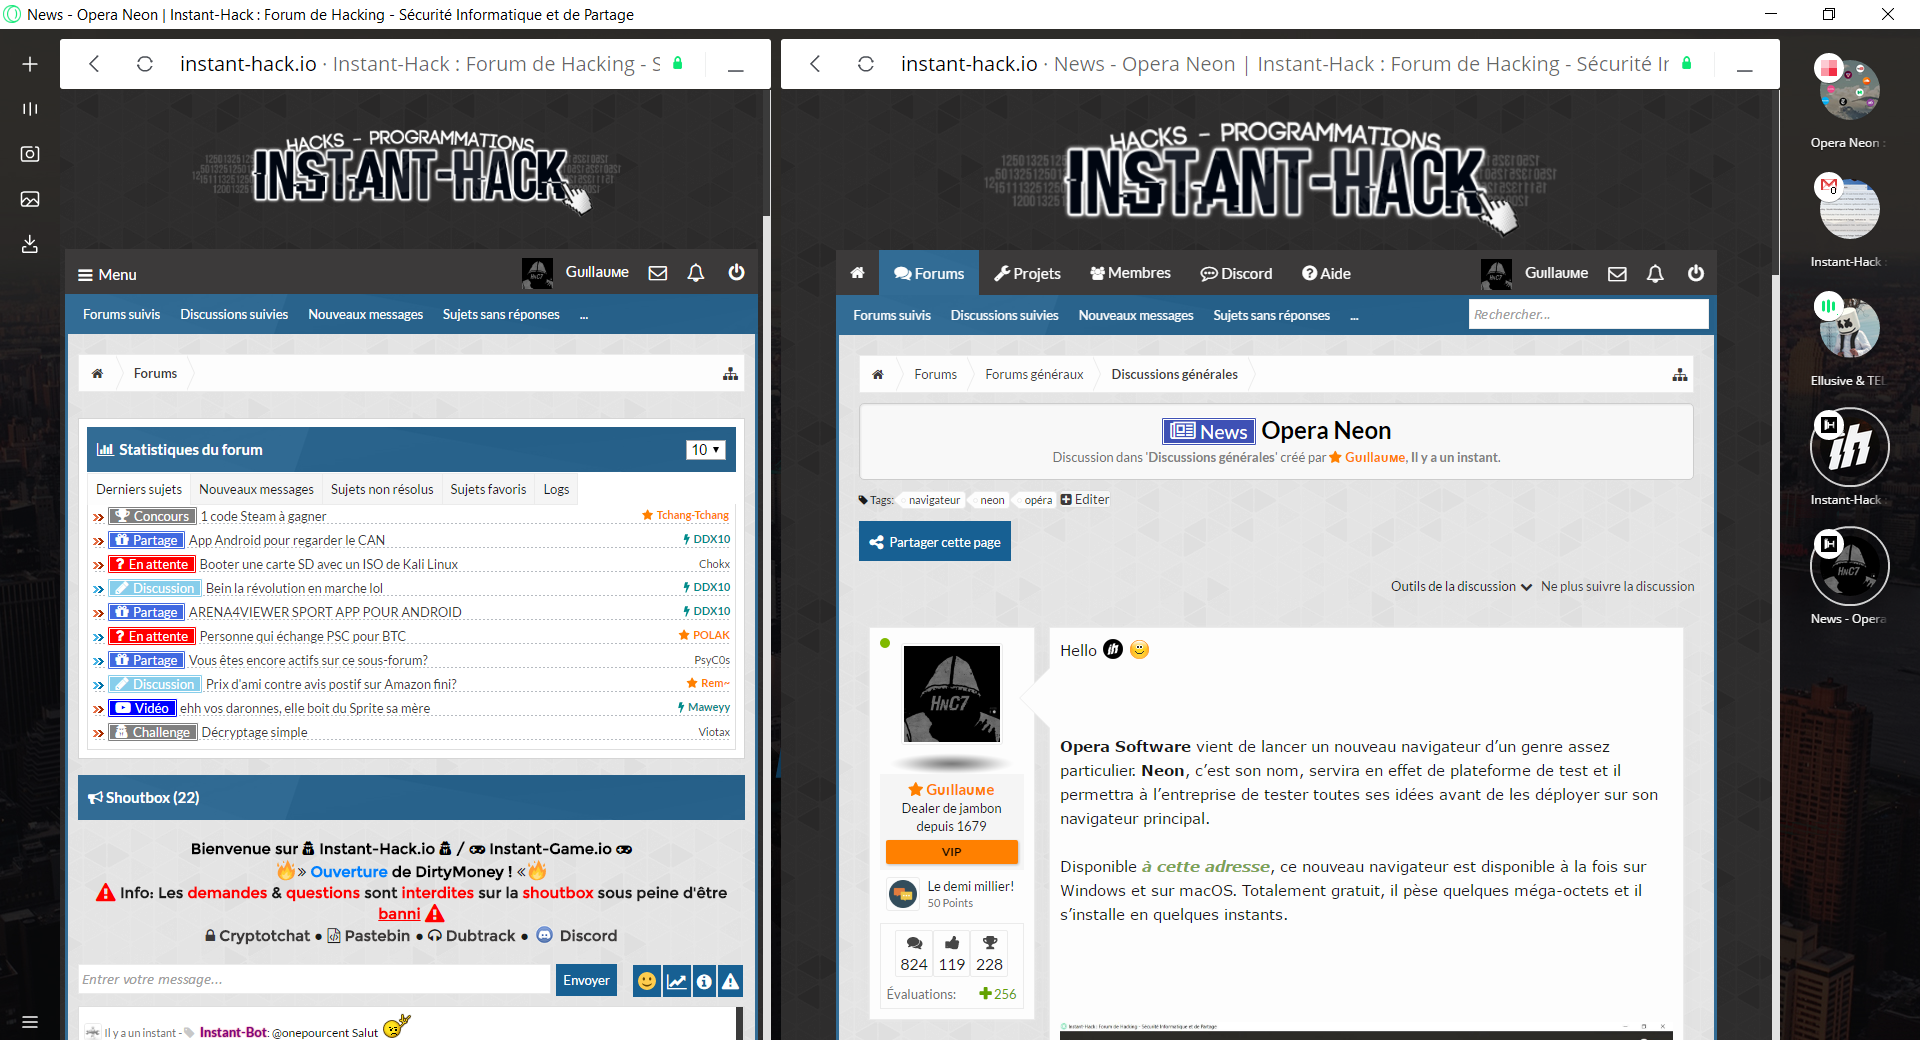 News - Opera Neon | Instant-Hack : Forum de Hacking - Sécurité Informatique et de Partage
instant-hack.io · Instant-Hack : Forum de Hacking - S
HACKS - PROGRAMMATIONS
INSTANT-HACK
Menu
Guillaume
Forums suivis Discussions suivies Nouveaux messages Sujets sans réponses ...
Forums
Statistiques du forum 10
Derniers sujets Nouveaux messages Sujets non résolus Sujets favoris Logs
Concours 1 code Steam à gagner Tchang-Tchang
Partage App Android pour regarder le CAN DDX10
En attente Booter une carte SD avec un ISO de Kali Linux Chokx
Discussion Bein la révolution en marche lol DDX10
Partage ARENA4VIEWER SPORT APP POUR ANDROID DDX10
En attente Personne qui échange PSC pour BTC POLAK
Partage Vous êtes encore actifs sur ce sous-forum? PsyC0s
Discussion Prix d'ami contre avis postif sur Amazon fini? Rem~
Vidéo ehh vos daronnes, elle boit du Sprite sa mère Maweyy
Challenge Décryptage simple Viotax
Shoutbox (22)
Bienvenue sur Instant-Hack.io / Instant-Game.io
» Ouverture de DirtyMoney ! «
Info: Les demandes & questions sont interdites sur la shoutbox sous peine d'être
banni
Cryptotchat • Pastebin • Dubtrack • Discord
Entrer votre message... Envoyer
Il y a un instant - Instant-Bot: @onepourcent Salut
instant-hack.io · News - Opera Neon | Instant-Hack : Forum de Hacking - Sécurité Ir
HACKS - PROGRAMMATIONS
INSTANT-HACK
Forums Projets Membres Discord Aide Guillaume
Forums suivis Discussions suivies Nouveaux messages Sujets sans réponses ... Rechercher...
Forums Forums généraux Discussions générales
News Opera Neon
Discussion dans 'Discussions générales' créé par Guillaume, Il y a un instant.
Tags: navigateur neon opéra Editer
Partager cette page
Outils de la discussion Ne plus suivre la discussion
HNC7
Guillaume
Dealer de jambon
depuis 1679
VIP
Le demi millier!
50 Points
824 119 228
Évaluations: 256
Hello
Opera Software vient de lancer un nouveau navigateur d'un genre assez
particulier. Neon, c'est son nom, servira en effet de plateforme de test et il
permettra à l'entreprise de tester toutes ses idées avant de les déployer sur son
navigateur principal.
Disponible à cette adresse, ce nouveau navigateur est disponible à la fois sur
Windows et sur macOS. Totalement gratuit, il pèse quelques méga-octets et il
s'installe en quelques instants.
Instant-Hack : Forum de Hacking - Sécurité Informatique et de Partage
Opera Neon :
0
Instant-Hack :
Ellusive & TEL
Instant-Hack
News - Opera